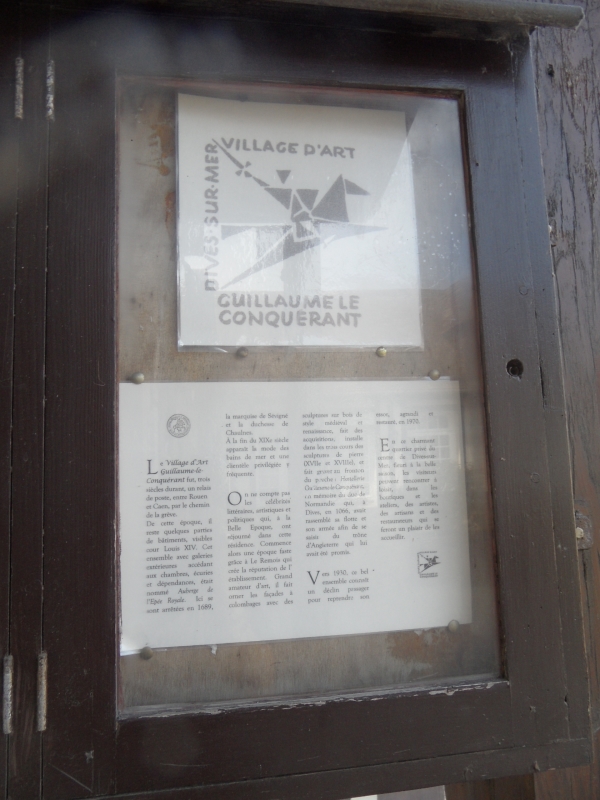 VILLAGE D'ART
DIVES-SUR-MER
GUILLAUME LE
CONQUERANT
Le Village d'Art
Guillaume-le-
Conquérant fut, trois
siècles durant, un relais
de poste, entre Rouen
et Caen, par le chemin
de la grève.
De cette époque, il
reste quelques parties
de bâtiments, visibles
cour Louis XIV. Cet
ensemble avec galeries
extérieures accédant
aux chambres, écuries
et dépendances, était
nommé Auberge de
l'Epée Royale. Ici se
sont arrêtées en 1689,
la marquise de Sévigné
et la duchesse de
Chaulnes.
À la fin du XIXe siècle
apparaît la mode des
bains de mer et une
clientèle privilégiée y
fréquente.
On ne compte pas
les célébrités
littéraires, artistiques et
politiques qui, à la
Belle Epoque, ont
séjourné dans cette
résidence. Commence
alors une époque faste
grâce à Le Remois qui
crée la réputation de l'
établissement. Grand
amateur d'art, il fait
orner les façades à
colombages avec des
sculptures sur bois de
style médiéval et
renaissance, fait des
acquisitions, installe
dans les trois cours des
sculptures de pierre
(XVIIe et XVIIIe), et
fait graver au fronton
du porche : Hostellerie
Guillaume-le-Conquérant,
en mémoire du duc de
Normandie qui, à
Dives, en 1066, avait
rassemblé sa flotte et
son armée afin de se
saisir du trône
d'Angleterre qui lui
avait été promis.
Vers 1930, ce bel
ensemble connaît
un déclin passager
pour reprendre son
essor, agrandi et
restauré, en 1970.
En ce charmant
quartier privé du
centre de Dives-sur-
Mer, fleuri à la belle
saison, les visiteurs
peuvent rencontrer à
loisir, dans les
boutiques et les
ateliers, des artistes,
des artisans et des
restaurateurs qui se
feront un plaisir de les
accueillir.